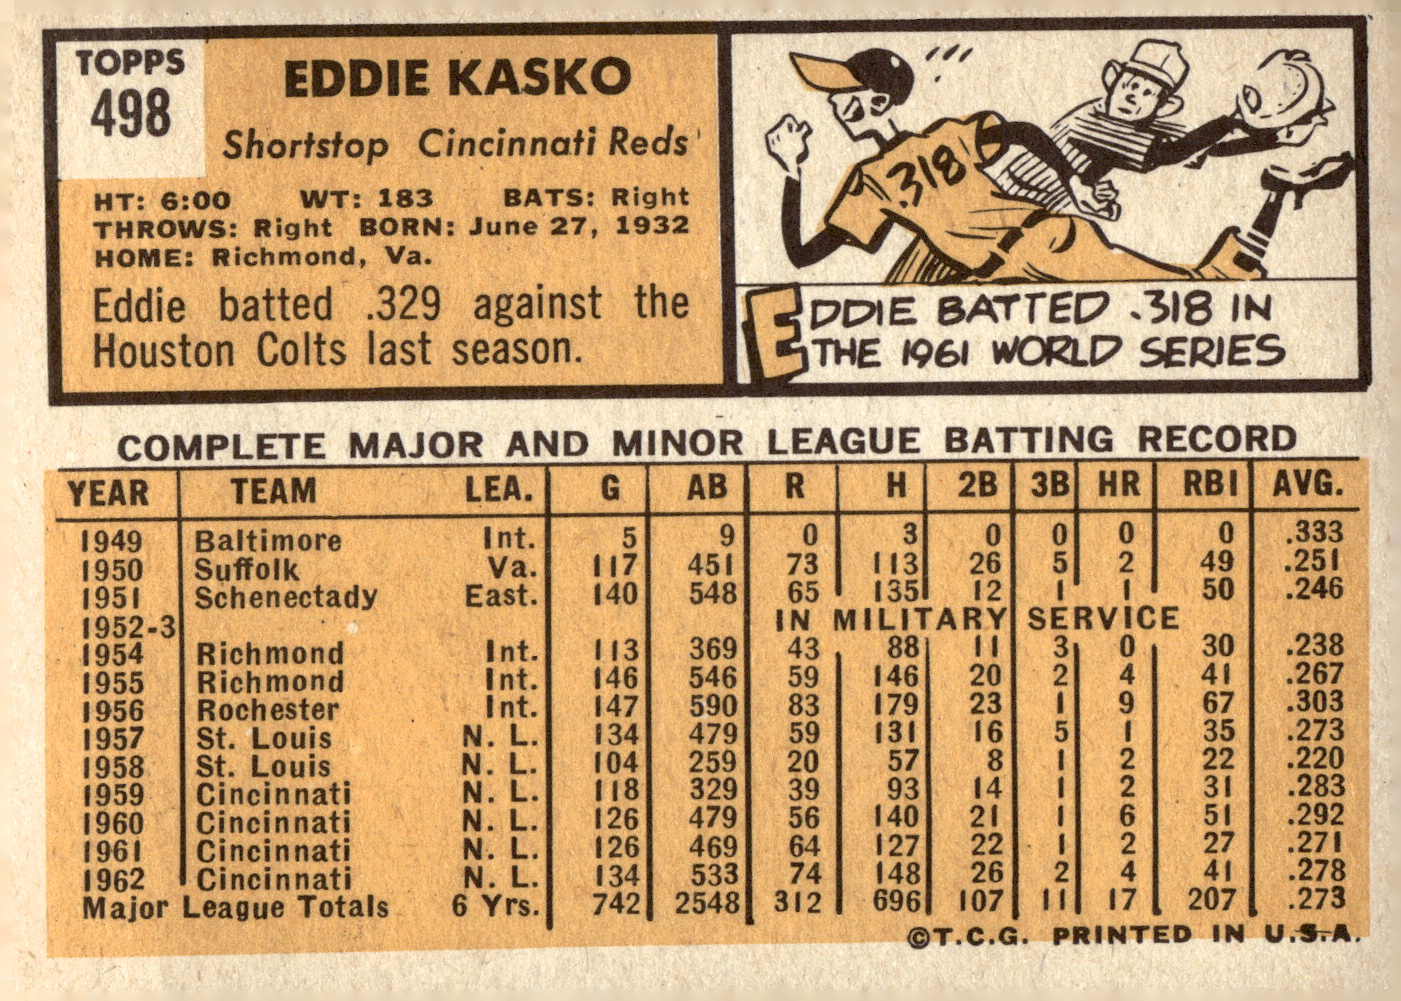 TOPPS
498
EDDIE KASKO
Shortstop Cincinnati Reds
HT: 6:00 WT: 183 BATS: Right
THROWS: Right BORN: June 27, 1932
HOME: Richmond, Va.
Eddie batted .329 against the
Houston Colts last season.
.318
EDDIE BATTED .318 IN
THE 1961 WORLD SERIES
COMPLETE MAJOR AND MINOR LEAGUE BATTING RECORD
YEAR TEAM LEA. G AB R H 2B 3B HR RBI AVG.
1949 Baltimore Int. 5 9 0 3 0 0 0 0 .333
1950 Suffolk Va. 117 451 73 113 26 5 2 49 .251
1951 Schenectady East. 140 548 65 135 12 1 1 50 .246
1952-3 IN MILITARY SERVICE
1954 Richmond Int. 113 369 43 88 11 3 0 30 .238
1955 Richmond Int. 146 546 59 146 20 2 4 41 .267
1956 Rochester Int. 147 590 83 179 23 1 9 67 .303
1957 St. Louis N. L. 134 479 59 131 16 5 1 35 .273
1958 St. Louis N. L. 104 259 20 57 8 1 2 22 .220
1959 Cincinnati N. L. 118 329 39 93 14 1 2 31 .283
1960 Cincinnati N. L. 126 479 56 140 21 1 6 51 .292
1961 Cincinnati N. L. 126 469 64 127 22 1 2 27 .271
1962 Cincinnati N. L. 134 533 74 148 26 2 4 41 .278
Major League Totals 6 Yrs. 742 2548 312 696 107 11 17 207 .273
©T.C.G. PRINTED IN U.S.A.